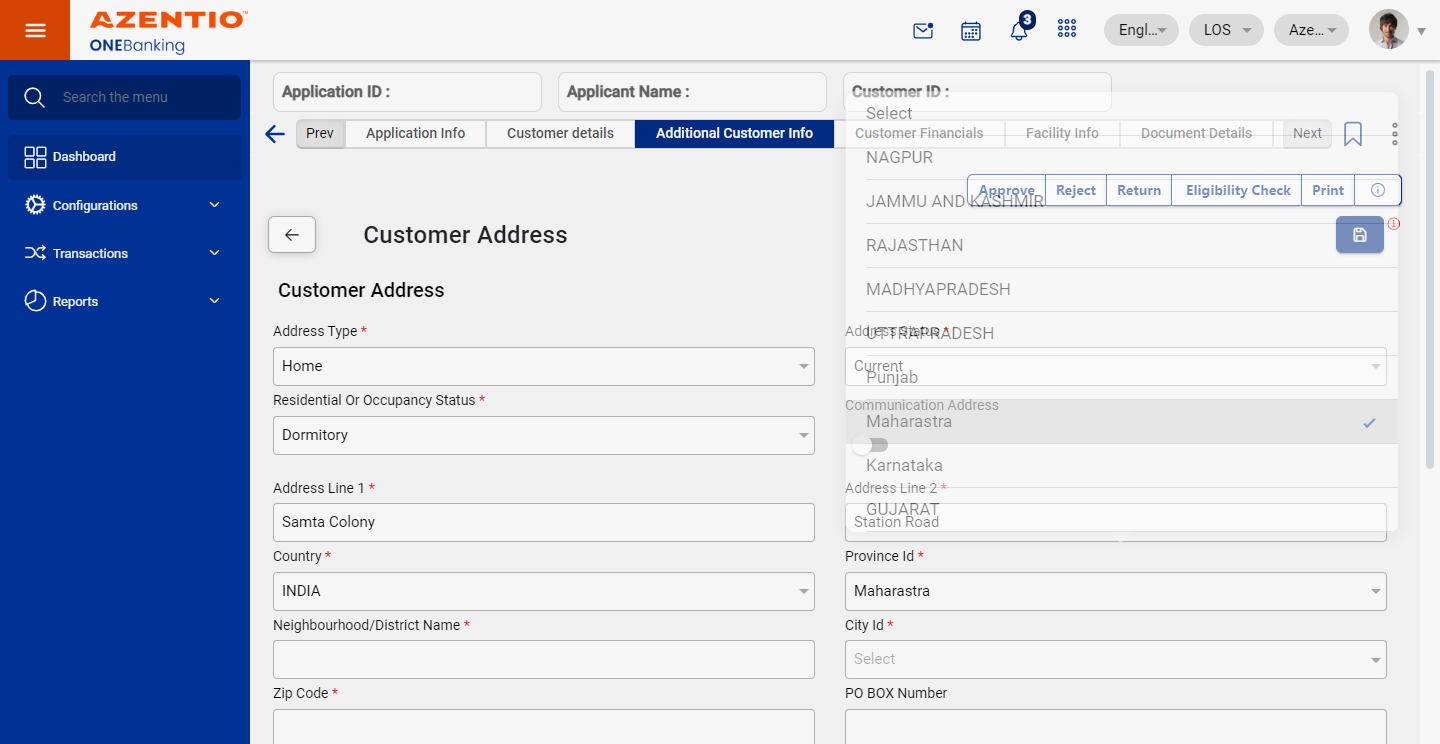 AZENTIO™
ONEBanking
3
Engl...
LOS
Aze...
Search the menu
Dashboard
Configurations
Transactions
Reports
Application ID :
Applicant Name :
Customer ID :
Prev
Application Info
Customer details
Additional Customer Info
Customer Financials
Facility Info
Document Details
Next
Approve
Reject
Return
Eligibility Check
Print
Customer Address
Customer Address
Select
NAGPUR
JAMMU AND KASHMIR
RAJASTHAN
MADHYAPRADESH
UTTRAPRADESH
Punjab
Maharastra
Karnataka
GUJARAT
Address Type *
Address Status *
Home
Current
Residential Or Occupancy Status *
Communication Address
Dormitory
Address Line 1 *
Address Line 2 *
Samta Colony
Station Road
Country *
Province Id *
INDIA
Maharastra
Neighbourhood/District Name *
City Id *
Select
Zip Code *
PO BOX Number